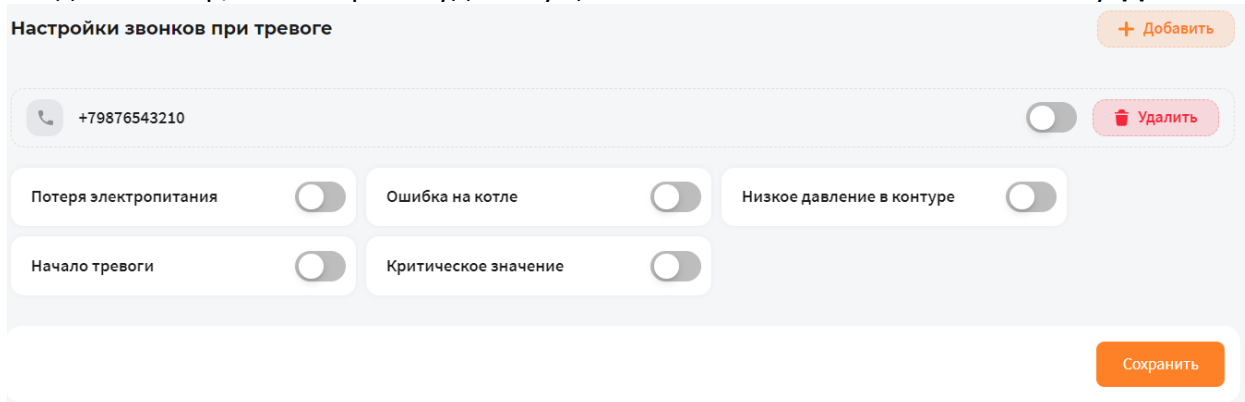 Настройки звонков при тревоге
+ Добавить
+79876543210
Удалить
Потеря электропитания
Ошибка на котле
Низкое давление в контуре
Начало тревоги
Критическое значение
Сохранить